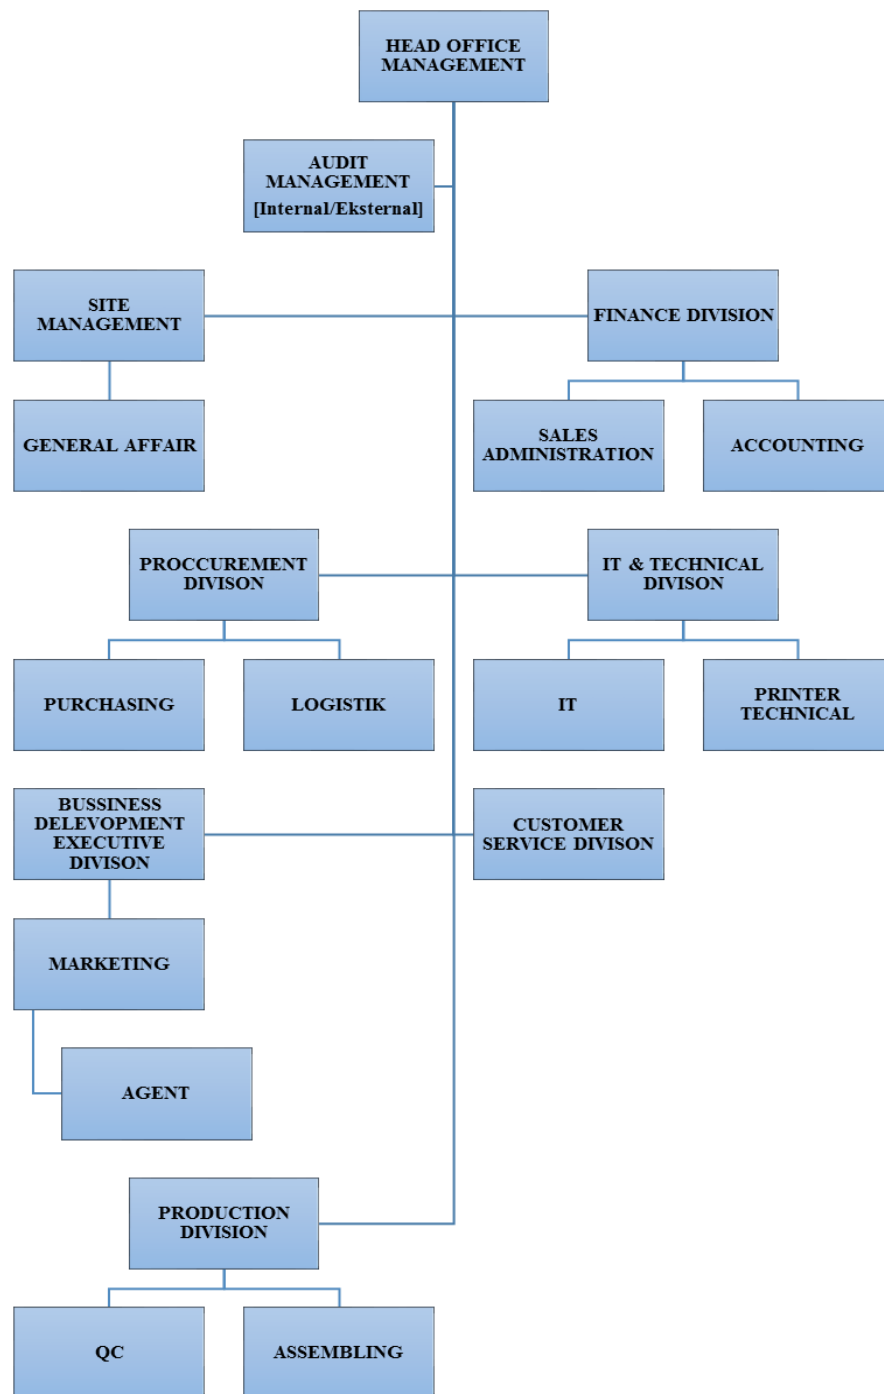 HEAD OFFICE
MANAGEMENT
AUDIT
MANAGEMENT
[Internal/Eksternal]
SITE
MANAGEMENT
FINANCE DIVISION
GENERAL AFFAIR
SALES
ADMINISTRATION
ACCOUNTING
PROCCUREMENT
DIVISON
IT & TECHNICAL
DIVISON
PURCHASING
LOGISTIK
IT
PRINTER
TECHNICAL
BUSSINESS
DELEVOPMENT
EXECUTIVE
DIVISON
CUSTOMER
SERVICE DIVISON
MARKETING
AGENT
PRODUCTION
DIVISION
QC
ASSEMBLING